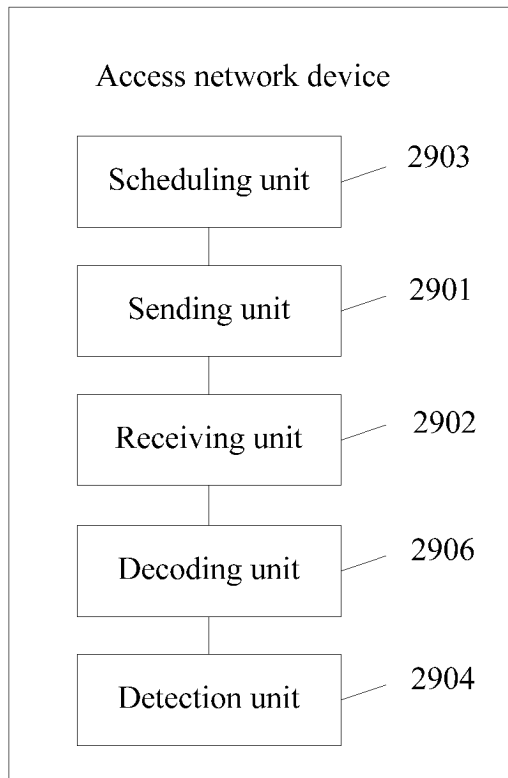 Access network device
Scheduling unit
2903
Sending unit
2901
Receiving unit
2902
Decoding unit
2906
Detection unit
2904